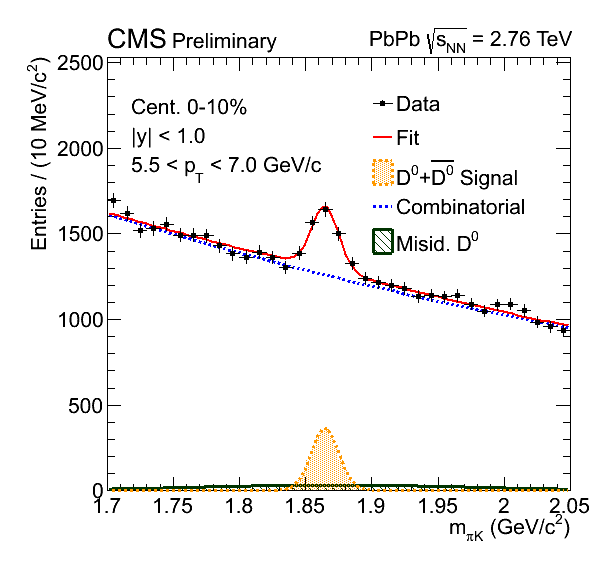 CMS Preliminary
PbPb √s_NN = 2.76 TeV
Entries / (10 MeV/c²)
2500
2000
1500
1000
500
0
Cent. 0-10%
|y| < 1.0
5.5 < p_T < 7.0 GeV/c
Data
Fit
D⁰+D̅⁰ Signal
Combinatorial
Misid. D⁰
1.7 1.75 1.8 1.85 1.9 1.95 2 2.05
m_πK (GeV/c²)